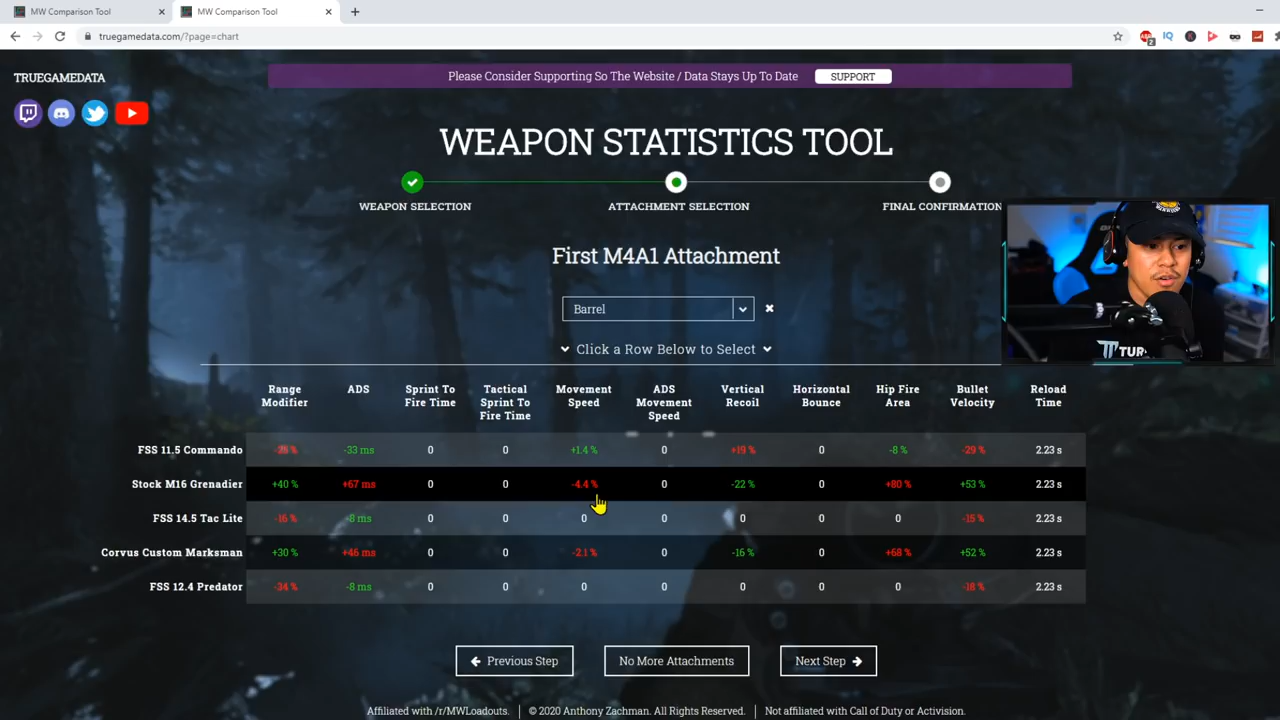 MW Comparison Tool
MW Comparison Tool
truegamedata.com/?page=chart
TRUEGAMEDATA
Please Consider Supporting So The Website / Data Stays Up To Date
SUPPORT
WEAPON STATISTICS TOOL
WEAPON SELECTION ATTACHMENT SELECTION FINAL CONFIRMATION
First M4A1 Attachment
Barrel
Click a Row Below to Select
Range Modifier ADS Sprint To Fire Time Tactical Sprint To Fire Time Movement Speed ADS Movement Speed Vertical Recoil Horizontal Bounce Hip Fire Area Bullet Velocity Reload Time
FSS 11.5 Commando -33 ms 0 0 +1.4 % 0 +19 % 0 -8 % -29 % 2.23 s
Stock M16 Grenadier +40 % +67 ms 0 0 -4.4 % 0 -22 % 0 +80 % +53 % 2.23 s
FSS 14.5 Tac Lite -16 % -8 ms 0 0 0 0 0 0 0 -15 % 2.23 s
Corvus Custom Marksman +30 % +46 ms 0 0 -2.1 % 0 -16 % 0 +68 % +52 % 2.23 s
FSS 12.4 Predator -34 % -8 ms 0 0 0 0 0 0 0 -18 % 2.23 s
Previous Step
No More Attachments
Next Step
Affiliated with /r/MWLoadouts. | © 2020 Anthony Zachman. All Rights Reserved. | Not affiliated with Call of Duty or Activision.